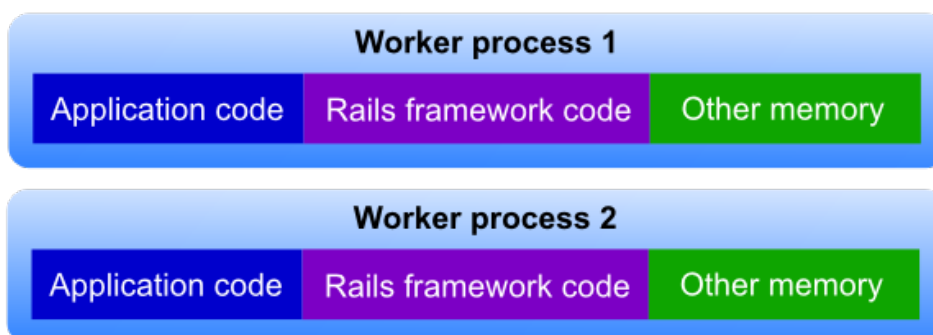 Worker process 1
Application code Rails framework code Other memory
Worker process 2
Application code Rails framework code Other memory